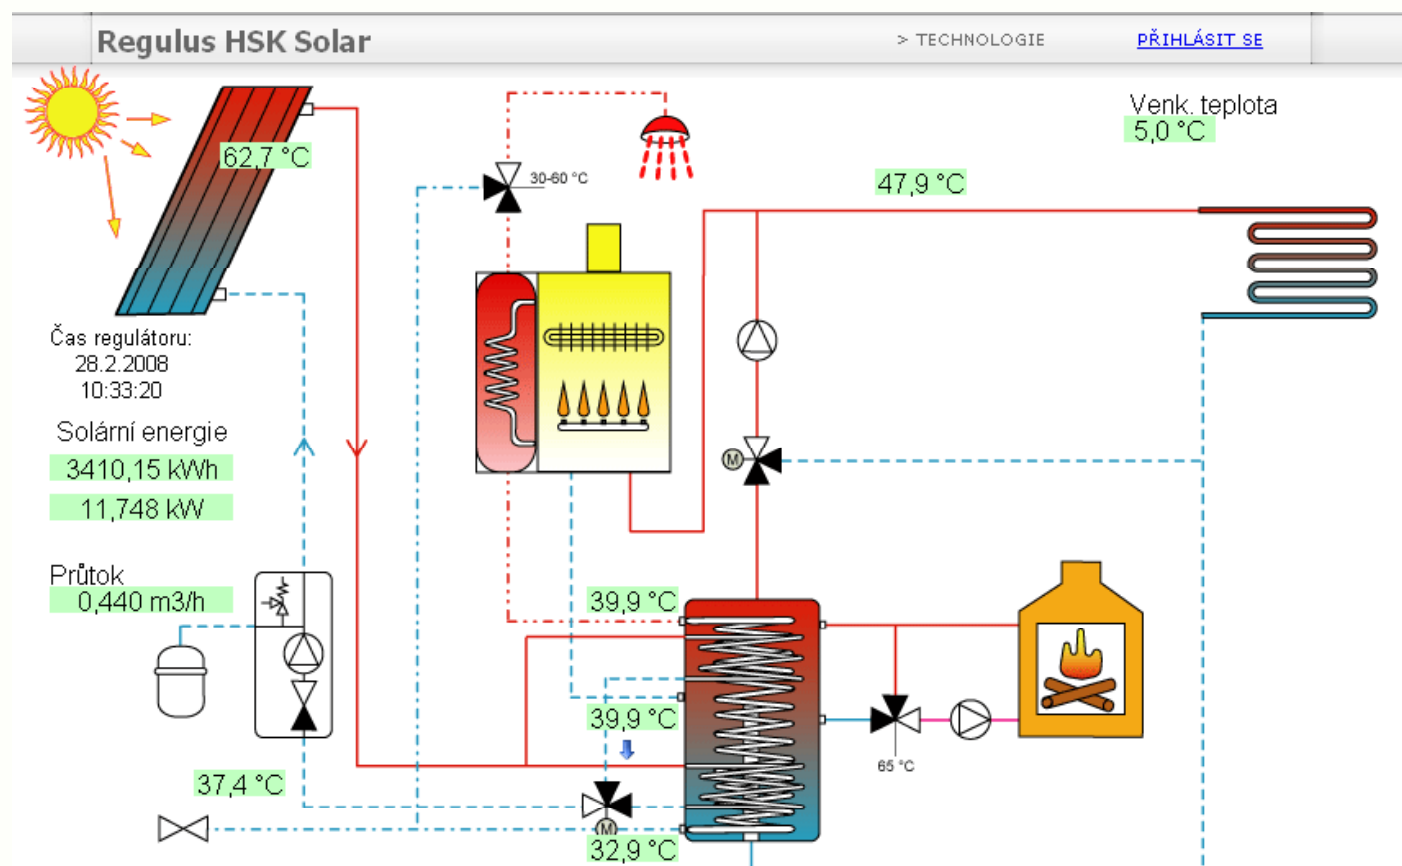 Regulus HSK Solar
> TECHNOLOGIE
PŘIHLÁSIT SE
Venk. teplota
5,0 °C
62,7 °C
30-60 °C
47,9 °C
Čas regulátoru:
28.2.2008
10:33:20
Solární energie
3410,15 kWh
11,748 kW
M
Průtok
0,440 m3/h
39,9 °C
39,9 °C
65 °C
37,4 °C
M
32,9 °C